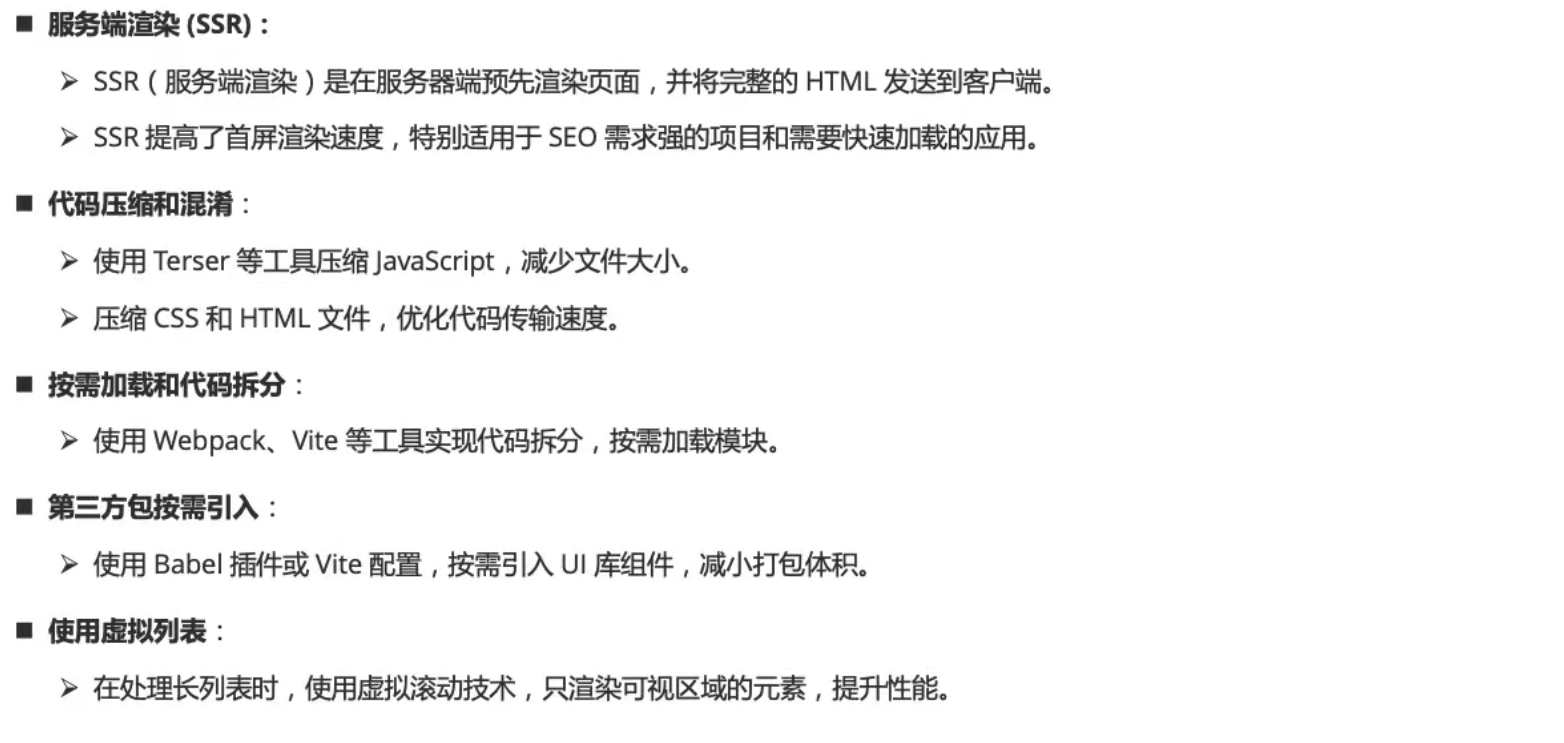 ■ 服务端渲染 (SSR)：
➢ SSR（服务端渲染）是在服务器端预先渲染页面，并将完整的 HTML 发送到客户端。
➢ SSR 提高了首屏渲染速度，特别适用于 SEO 需求强的项目和需要快速加载的应用。
■ 代码压缩和混淆：
➢ 使用 Terser 等工具压缩 JavaScript，减少文件大小。
➢ 压缩 CSS 和 HTML 文件，优化代码传输速度。
■ 按需加载和代码拆分：
➢ 使用 Webpack、Vite 等工具实现代码拆分，按需加载模块。
■ 第三方包按需引入：
➢ 使用 Babel 插件或 Vite 配置，按需引入 UI 库组件，减小打包体积。
■ 使用虚拟列表：
➢ 在处理长列表时，使用虚拟滚动技术，只渲染可视区域的元素，提升性能。